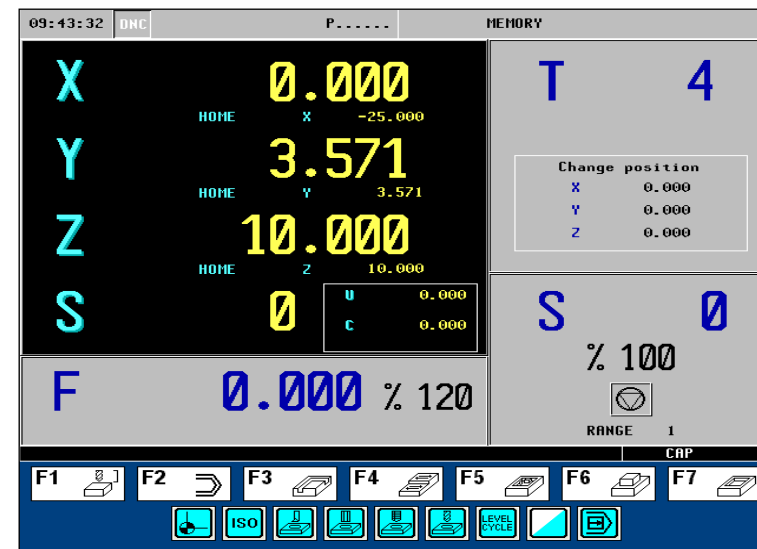 09:43:32 DNC P...... MEMORY
X 0.000
HOME X -25.000
Y 3.571
HOME Y 3.571
Z 10.000
HOME Z 10.000
S 0
U 0.000
C 0.000
F 0.000 % 120
T 4
Change position
X 0.000
Y 0.000
Z 0.000
S 0
% 100
RANGE 1
CAP
F1 F2 F3 F4 F5 F6 F7
ISO LEVEL CYCLE